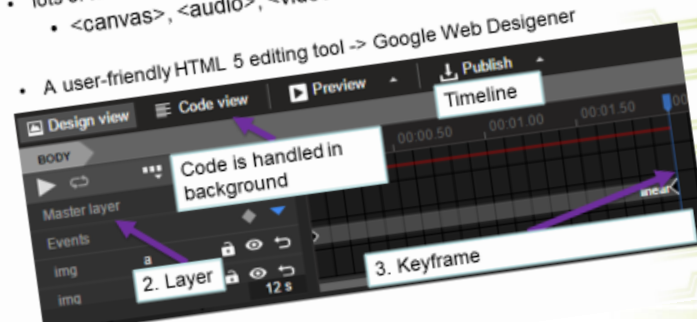 • <canvas>, <audio>,
• A user-friendly HTML 5 editing tool -> Google Web Desigener
Design view Code view Preview Publish
Timeline
BODY
00:00.50 00:01.00 00:01.50
Code is handled in
background
Master layer
Events
img a
img
2. Layer
12 s
3. Keyframe